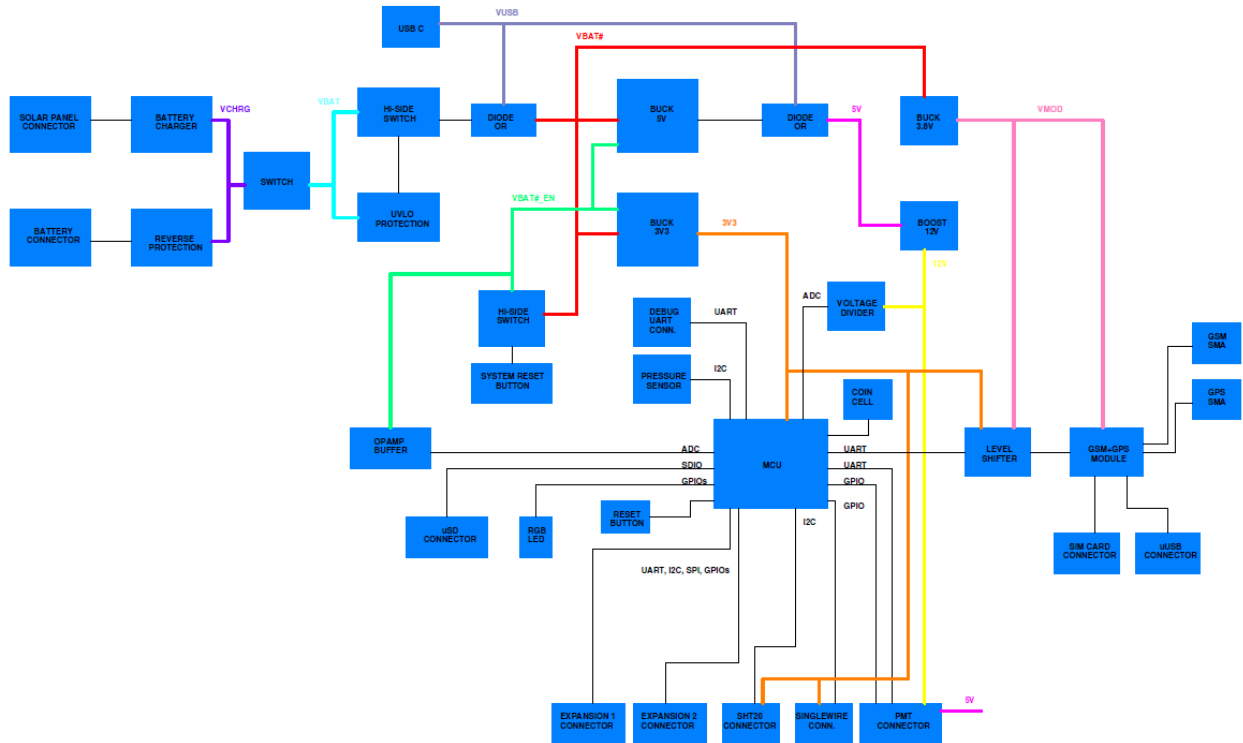 USB C
VUSB
VBAT#
SOLAR PANEL
CONNECTOR
BATTERY
CHARGER
VCHRG
VBAT
HI-SIDE
SWITCH
DIODE
OR
BUCK
5V
DIODE
OR
5V
BUCK
3.8V
VMOD
SWITCH
BATTERY
CONNECTOR
REVERSE
PROTECTION
UVLO
PROTECTION
VBAT#_EN
BUCK
3V3
3V3
BOOST
12V
12V
HI-SIDE
SWITCH
DEBUG
UART
CONN.
UART
ADC
VOLTAGE
DIVIDER
GSM
SMA
SYSTEM RESET
BUTTON
PRESSURE
SENSOR
I2C
COIN
CELL
GPS
SMA
OPAMP
BUFFER
ADC
SDIO
GPIOs
MCU
UART
UART
GPIO
GPIO
I2C
LEVEL
SHIFTER
GSM+GPS
MODULE
uSD
CONNECTOR
RGB
LED
RESET
BUTTON
SIM CARD
CONNECTOR
uUSB
CONNECTOR
UART, I2C, SPI, GPIOs
EXPANSION 1
CONNECTOR
EXPANSION 2
CONNECTOR
SHT20
CONNECTOR
SINGLEWIRE
CONN.
PMT
CONNECTOR
5V